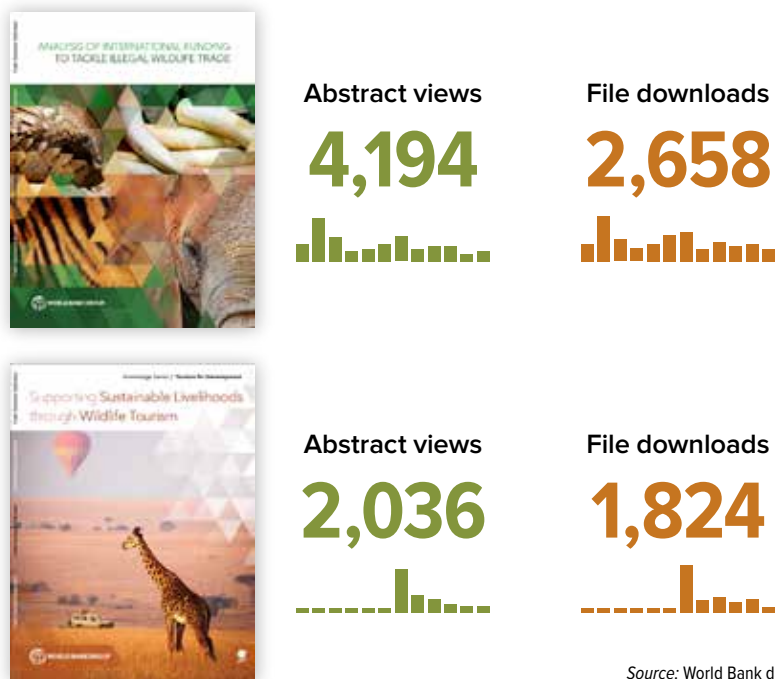 ANALYSIS OF INTERNATIONAL FUNDING
TO TACKLE ILLEGAL WILDLIFE TRADE
WORLD BANK GROUP
Abstract views
4,194
File downloads
2,658
Supporting Sustainable Livelihoods
through Wildlife Tourism
WORLD BANK GROUP
Abstract views
2,036
File downloads
1,824
Source: World Bank d